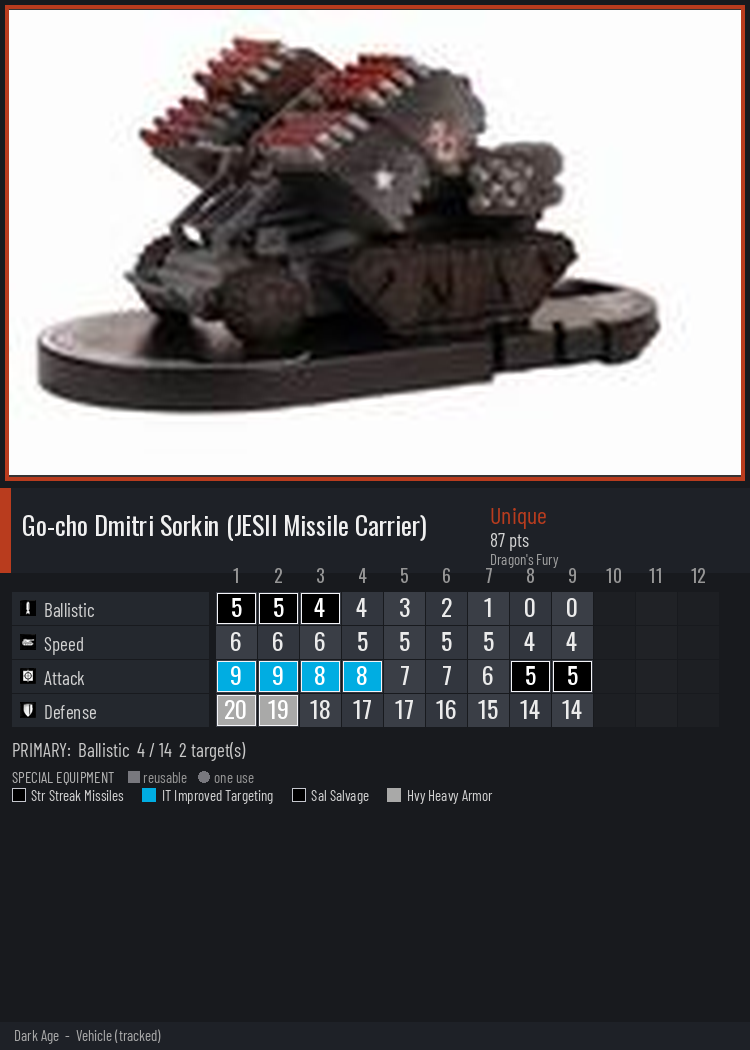 Go-cho Dmitri Sorkin (JESII Missile Carrier)
Unique
87 pts
Dragon's Fury
1 2 3 4 5 6 7 8 9 10 11 12
Ballistic 5 5 4 4 3 2 1 0 0
Speed 6 6 6 5 5 5 5 4 4
Attack 9 9 8 8 7 7 6 5 5
Defense 20 19 18 17 17 16 15 14 14
PRIMARY: Ballistic 4 / 14 2 target(s)
SPECIAL EQUIPMENT reusable one use
Str Streak Missiles IT Improved Targeting Sal Salvage Hvy Heavy Armor
Dark Age - Vehicle (tracked)